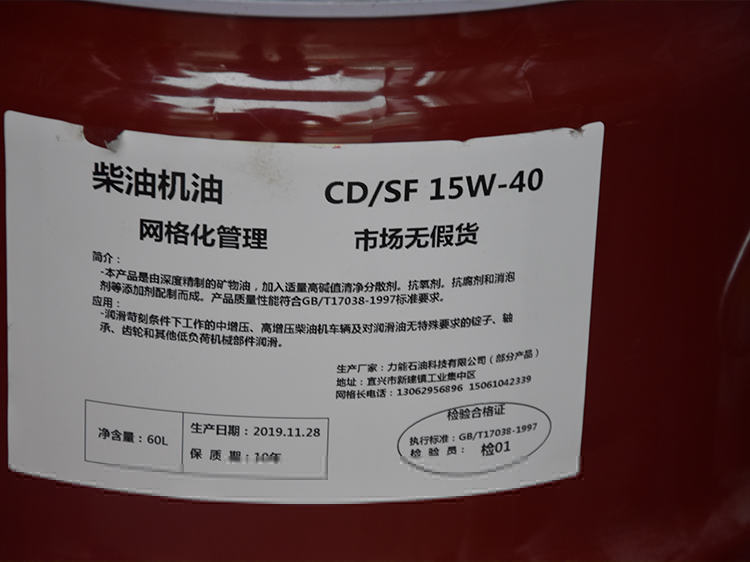 柴油机油 CD/SF 15W-40
网格化管理 市场无假货
简介：
-本产品是由深度精制的矿物油，加入适量高碱值清净分散剂。抗氧剂。抗腐剂和消泡
剂等添加剂配制而成。产品质量性能符合GB/T17038-1997标准要求。
应用：
-润滑苛刻条件下工作的中增压、高增压柴油机车辆及对润滑油无特殊要求的锭子、轴
承、齿轮和其他低负荷机械部件润滑。
生产厂家：力能石油科技有限公司（部分产品）
地址：宜兴市新建镇工业集中区
网格长电话：13062956896 15061042339
净含量：60L
生产日期：2019.11.28
保 质 期：10年
检验合格证
执行标准：GB/T17038-1997
检 验 员： 检01